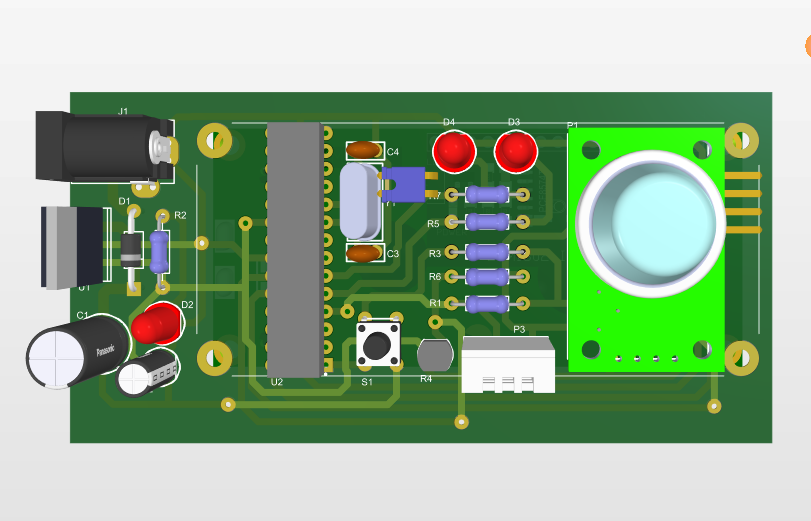 J1
D4
D3
P1
C4
D1
R2
R7
R5
R3
R6
R1
C3
U1
D2
C1
Panasonic
P3
U2
S1
R4